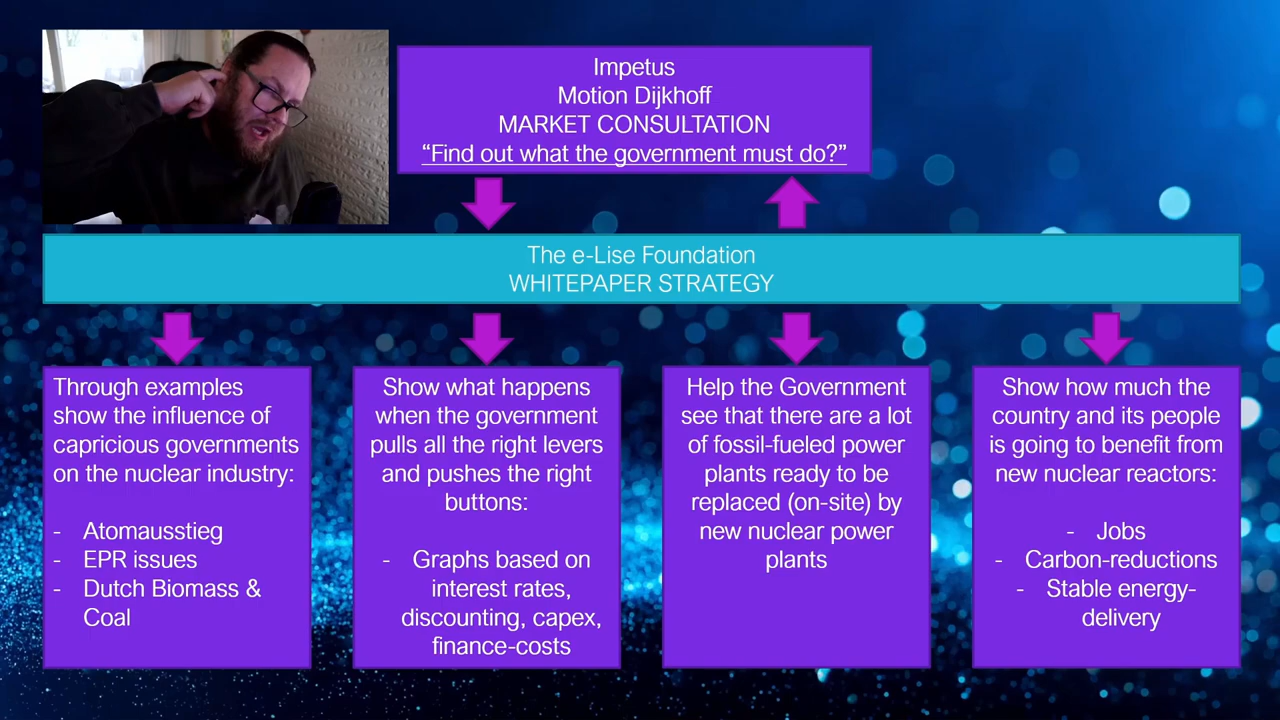 Impetus
Motion Dijkhoff
MARKET CONSULTATION
“Find out what the government must do?”
The e-Lise Foundation
WHITEPAPER STRATEGY
Through examples
show the influence of
capricious governments
on the nuclear industry:
- Atomausstieg
- EPR issues
- Dutch Biomass &
Coal
Show what happens
when the government
pulls all the right levers
and pushes the right
buttons:
- Graphs based on
interest rates,
discounting, capex,
finance-costs
Help the Government
see that there are a lot
of fossil-fueled power
plants ready to be
replaced (on-site) by
new nuclear power
plants
Show how much the
country and its people
is going to benefit from
new nuclear reactors:
- Jobs
- Carbon-reductions
- Stable energy-
delivery